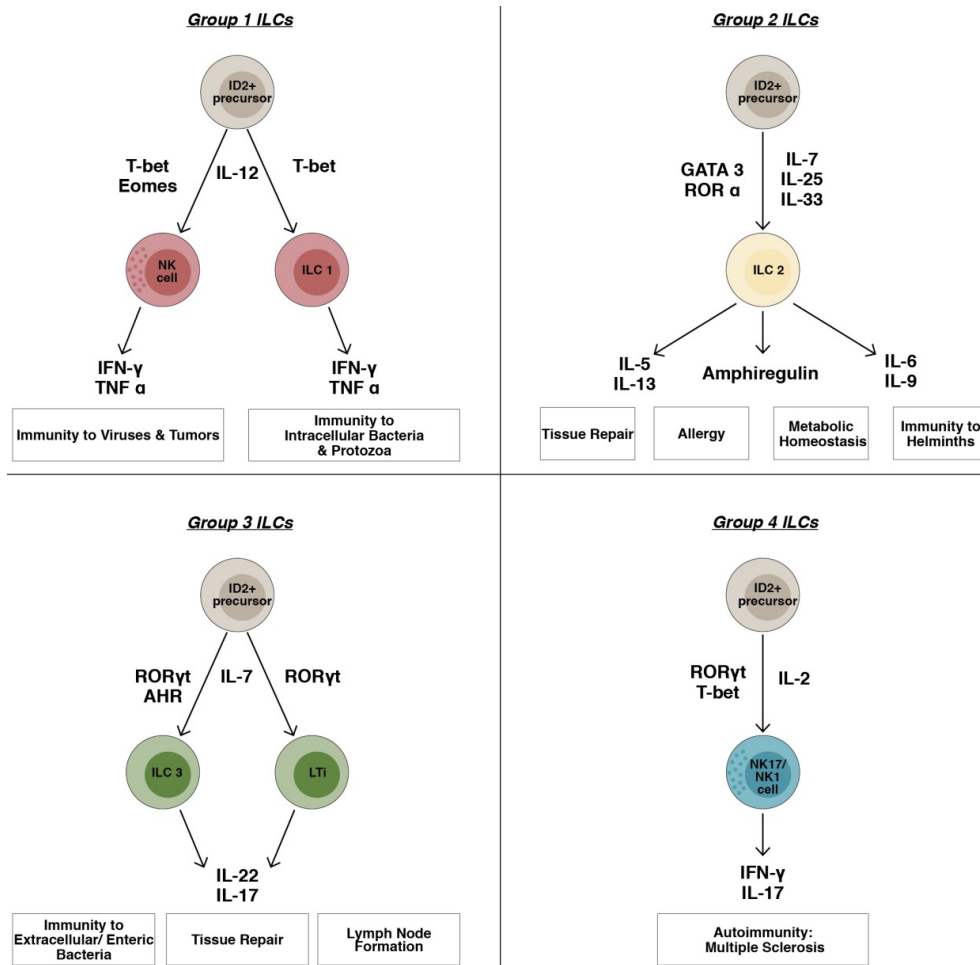 Group 1 ILCs
ID2+
precursor
T-bet
Eomes
IL-12
T-bet
NK
cell
ILC 1
IFN-γ
TNF α
IFN-γ
TNF α
Immunity to Viruses & Tumors
Immunity to
Intracellular Bacteria
& Protozoa
Group 2 ILCs
ID2+
precursor
GATA 3
ROR α
IL-7
IL-25
IL-33
ILC 2
IL-5
IL-13
Amphiregulin
IL-6
IL-9
Tissue Repair
Allergy
Metabolic
Homeostasis
Immunity to
Helminths
Group 3 ILCs
ID2+
precursor
RORγt
AHR
IL-7
RORγt
ILC 3
LTi
IL-22
IL-17
Immunity to
Extracellular/ Enteric
Bacteria
Tissue Repair
Lymph Node
Formation
Group 4 ILCs
ID2+
precursor
RORγt
T-bet
IL-2
NK17/
NK1
cell
IFN-γ
IL-17
Autoimmunity:
Multiple Sclerosis